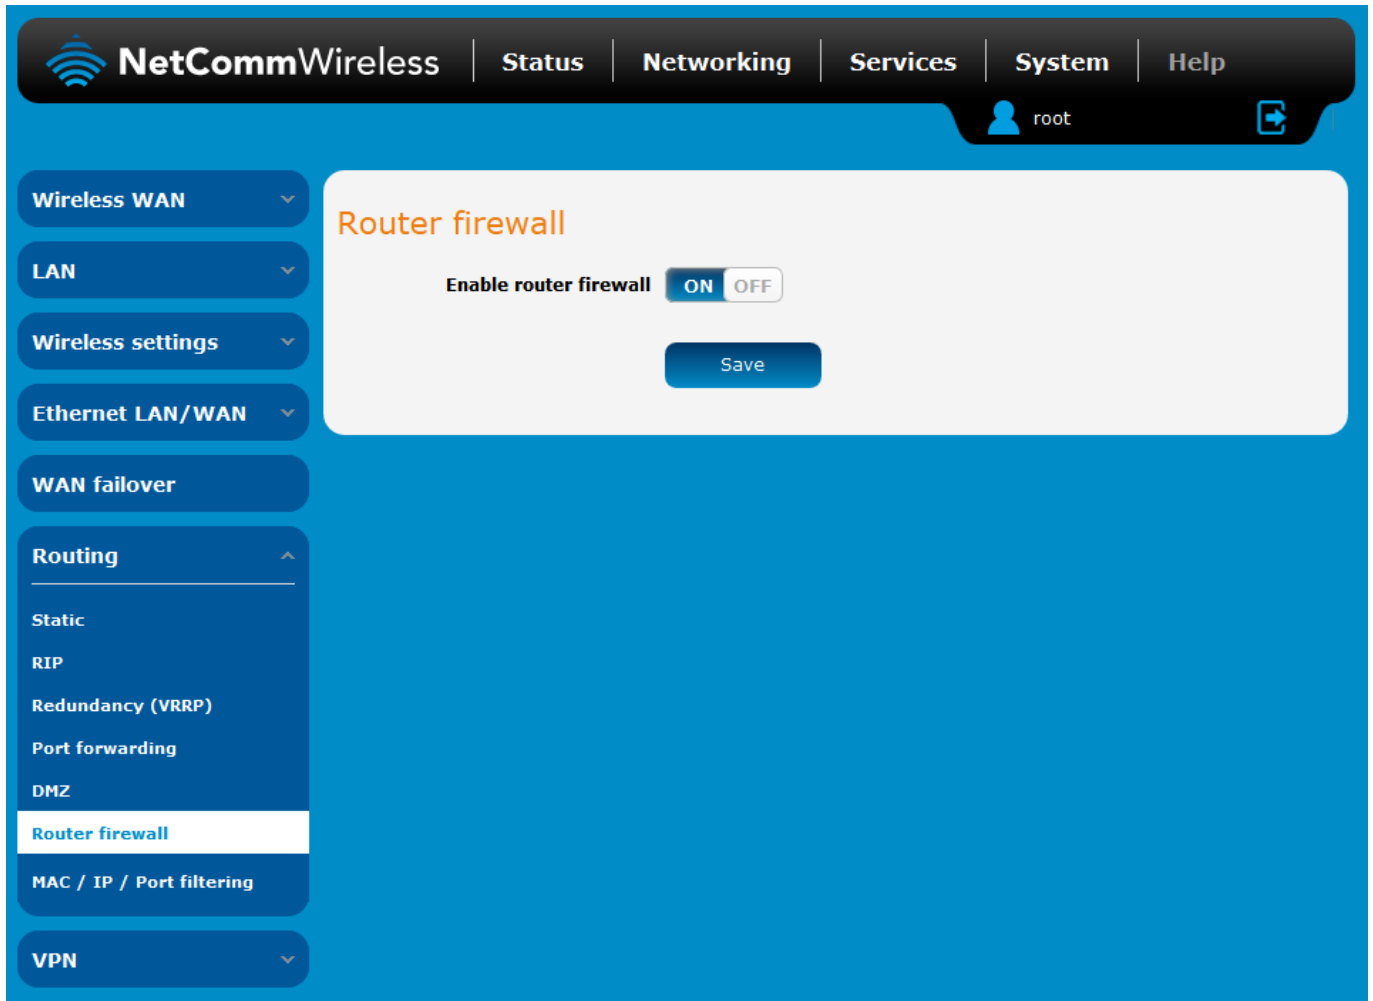 NetCommWireless Status Networking Services System Help
root
Wireless WAN
LAN
Wireless settings
Ethernet LAN/WAN
WAN failover
Routing
Static
RIP
Redundancy (VRRP)
Port forwarding
DMZ
Router firewall
MAC / IP / Port filtering
VPN
Router firewall
Enable router firewall ON OFF
Save